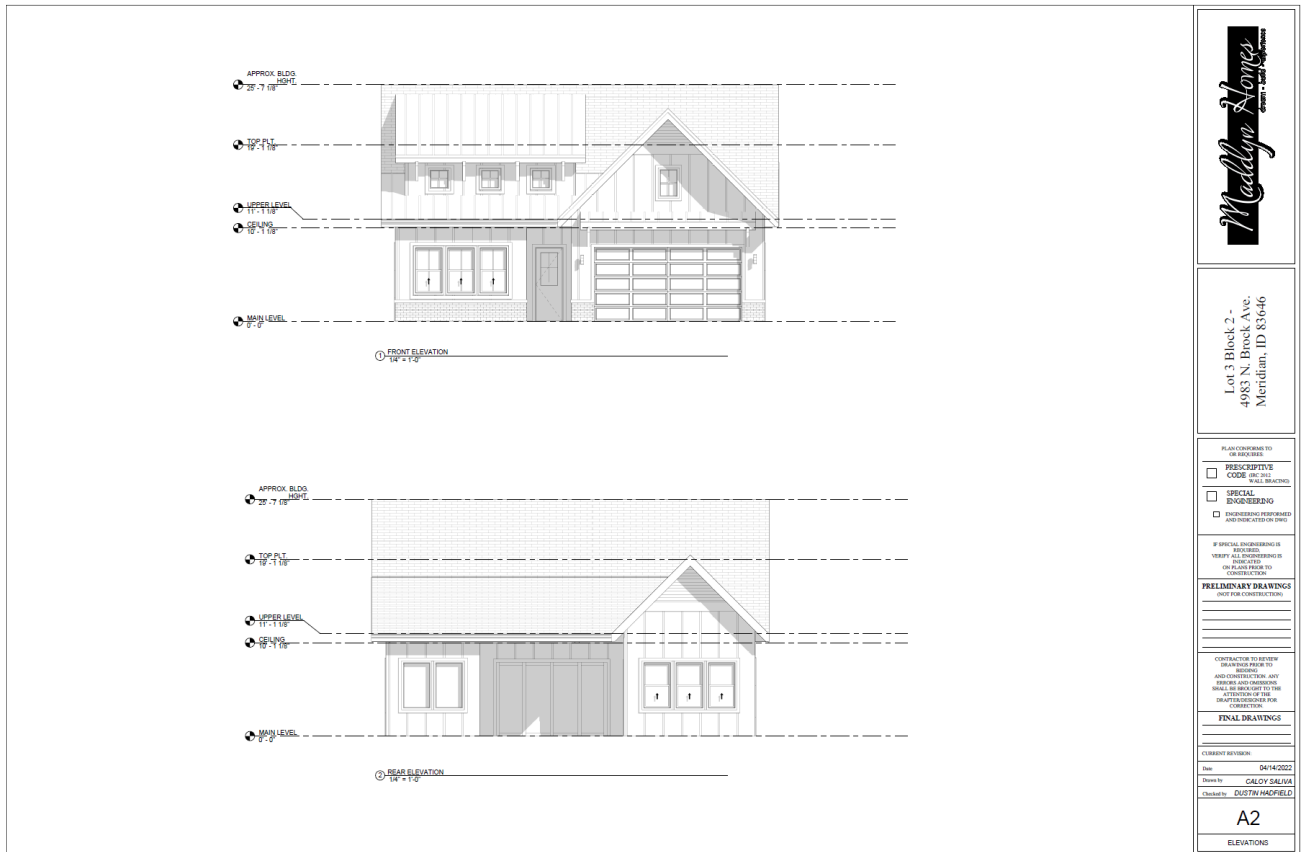 APPROX. BLDG.
HGHT.
25' - 7 1/8"
TOP PLT.
19' - 1 1/8"
UPPER LEVEL
11' - 1 1/8"
CEILING
10' - 1 1/8"
MAIN LEVEL
0' - 0"
1 FRONT ELEVATION
1/4" = 1'-0"
APPROX. BLDG.
HGHT.
25' - 7 1/8"
TOP PLT.
19' - 1 1/8"
UPPER LEVEL
11' - 1 1/8"
CEILING
10' - 1 1/8"
MAIN LEVEL
0' - 0"
2 REAR ELEVATION
1/4" = 1'-0"
Maddlyn Homes
Lot 3 Block 2 -
4983 N. Brock Ave.
Meridian, ID 83646
PLAN CONFORMS TO
OR REQUIRES:
PRESCRIPTIVE
CODE (IRC 2012
WALL BRACING)
SPECIAL
ENGINEERING
ENGINEERING PERFORMED
AND INDICATED ON DWG
IF SPECIAL ENGINEERING IS
REQUIRED,
VERIFY ALL ENGINEERING IS
INDICATED
ON PLANS PRIOR TO
CONSTRUCTION
PRELIMINARY DRAWINGS
(NOT FOR CONSTRUCTION)
CONTRACTOR TO REVIEW
DRAWINGS PRIOR TO
BIDDING
AND CONSTRUCTION. ANY
ERRORS AND OMISSIONS
SHALL BE BROUGHT TO THE
ATTENTION OF THE
DRAFTER/DESIGNER FOR
CORRECTION
FINAL DRAWINGS
CURRENT REVISION:
Date 04/14/2022
Drawn by CALOY SALIVA
Checked by DUSTIN HADFIELD
A2
ELEVATIONS